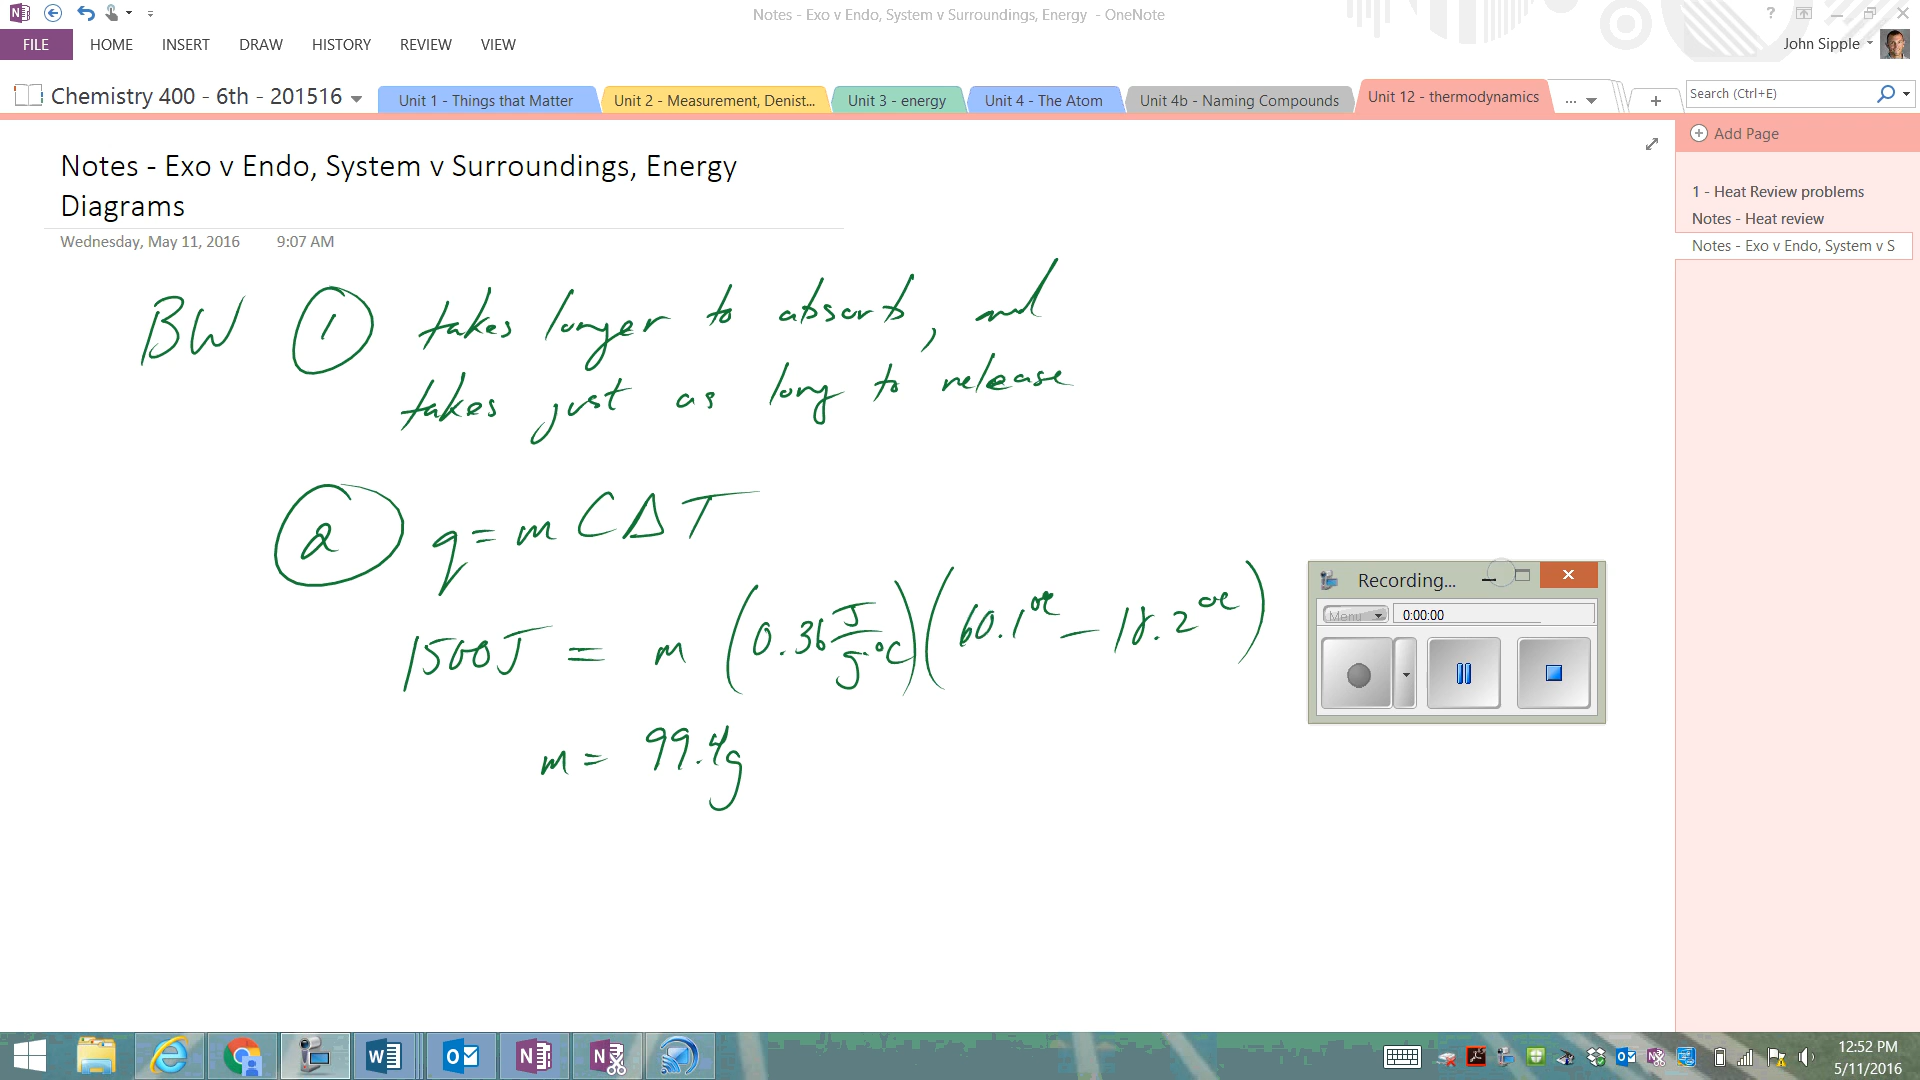 Notes - Exo v Endo, System v Surroundings, Energy - OneNote
FILE HOME INSERT DRAW HISTORY REVIEW VIEW
John Sipple
Chemistry 400 - 6th - 201516
Unit 1 - Things that Matter
Unit 2 - Measurement, Denist...
Unit 3 - energy
Unit 4 - The Atom
Unit 4b - Naming Compounds
Unit 12 - thermodynamics
...
Search (Ctrl+E)
Add Page
1 - Heat Review problems
Notes - Heat review
Notes - Exo v Endo, System v S
Notes - Exo v Endo, System v Surroundings, Energy
Diagrams
Wednesday, May 11, 2016 9:07 AM
BW 1 takes longer to absorb, and
takes just as long to release
2 q = m C Δ T
1500 J = m (0.36 J/g°C)(60.1°C - 18.2°C)
m = 99.4g
Recording...
Menu 0:00:00
12:52 PM
5/11/2016